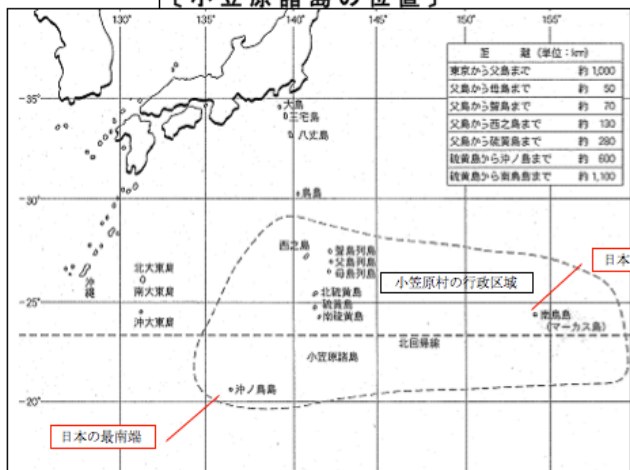 〔小笠原諸島の位置〕
130°
135°
140°
145°
150°
155°
距 離 (単位:km)
東京から父島まで 約 1,000
父島から母島まで 約 50
父島から聟島まで 約 70
父島から西之島まで 約 130
父島から硫黄島まで 約 280
硫黄島から沖ノ島まで 約 600
硫黄島から南鳥島まで 約 1,100
35°
大島
三宅島
八丈島
30°
鳥島
西之島
聟島列島
父島列島
母島列島
日本
沖縄
北大東島
南大東島
沖大東島
小笠原村の行政区域
北硫黄島
硫黄島
南硫黄島
25°
南鳥島
(マーカス島)
北回帰線
小笠原諸島
沖ノ鳥島
20°
日本の最南端